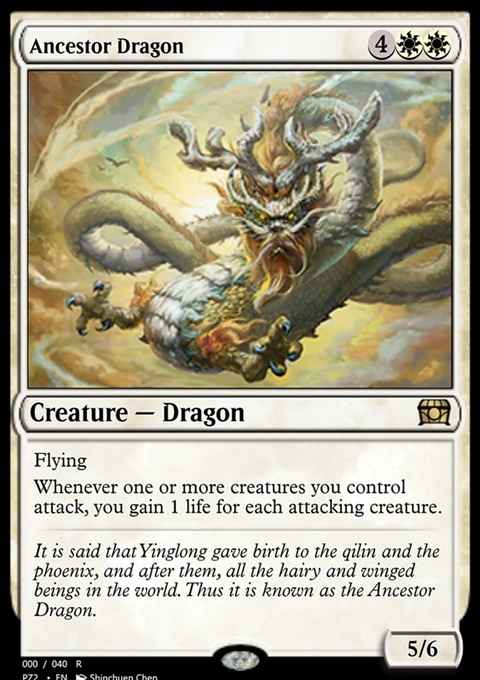 Ancestor Dragon 4
Creature — Dragon
Flying
Whenever one or more creatures you control
attack, you gain 1 life for each attacking creature.
It is said that Yinglong gave birth to the qilin and the
phoenix, and after them, all the hairy and winged
beings in the world. Thus it is known as the Ancestor
Dragon.
5/6
000 / 040 R
PZ2 • EN Shinchuen Chen